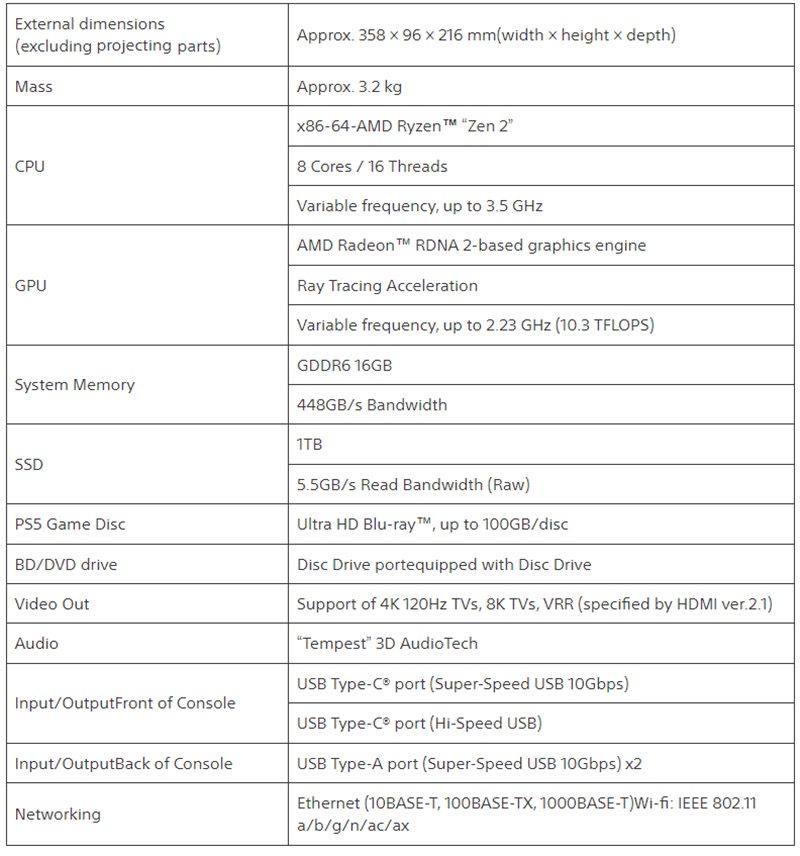 External dimensions
(excluding projecting parts)
Approx. 358 × 96 × 216 mm(width × height × depth)
Mass
Approx. 3.2 kg
CPU
x86-64-AMD Ryzen™ “Zen 2”
8 Cores / 16 Threads
Variable frequency, up to 3.5 GHz
GPU
AMD Radeon™ RDNA 2-based graphics engine
Ray Tracing Acceleration
Variable frequency, up to 2.23 GHz (10.3 TFLOPS)
System Memory
GDDR6 16GB
448GB/s Bandwidth
SSD
1TB
5.5GB/s Read Bandwidth (Raw)
PS5 Game Disc
Ultra HD Blu-ray™, up to 100GB/disc
BD/DVD drive
Disc Drive portequipped with Disc Drive
Video Out
Support of 4K 120Hz TVs, 8K TVs, VRR (specified by HDMI ver.2.1)
Audio
“Tempest” 3D AudioTech
Input/OutputFront of Console
USB Type-C® port (Super-Speed USB 10Gbps)
USB Type-C® port (Hi-Speed USB)
Input/OutputBack of Console
USB Type-A port (Super-Speed USB 10Gbps) x2
Networking
Ethernet (10BASE-T, 100BASE-TX, 1000BASE-T)Wi-fi: IEEE 802.11
a/b/g/n/ac/ax